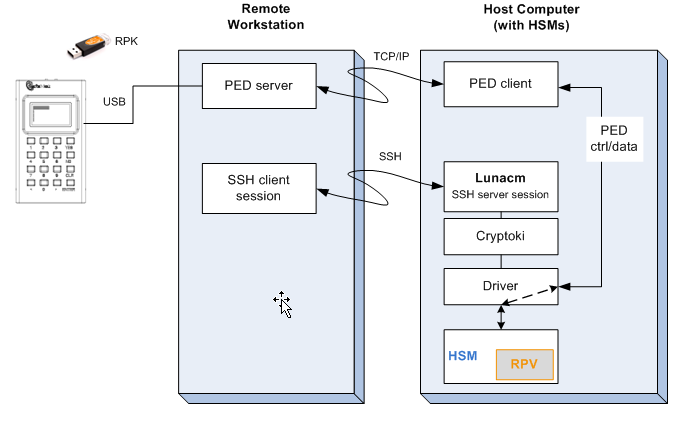 Remote
Workstation
Host Computer
(with HSMs)
RPK
TCP/IP
USB
PED server
PED client
PED
ctrl/data
SSH
SSH client
session
Lunacm
SSH server session
Cryptoki
Driver
HSM
RPV